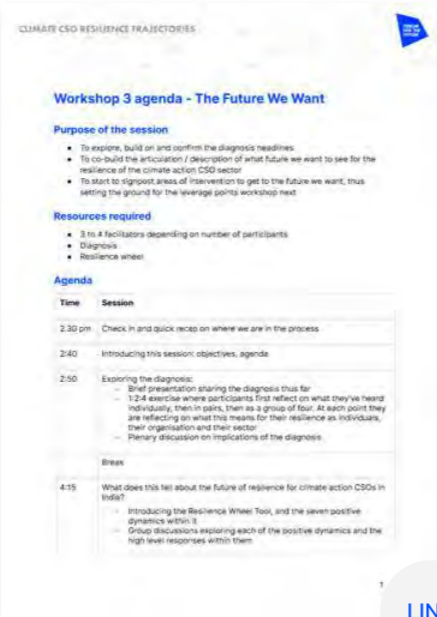 CLIMATE CSO RESILIENCE TRAJECTORIES
FORUM
FOR THE
FUTURE
Workshop 3 agenda - The Future We Want
Purpose of the session
• To explore, build on and confirm the diagnosis headlines
• To co-build the articulation / description of what future we want to see for the
resilience of the climate action CSO sector
• To start to signpost areas of intervention to get to the future we want, thus
setting the ground for the leverage points workshop next
Resources required
• 3 to 4 facilitators depending on number of participants
• Diagnosis
• Resilience wheel
Agenda
Time Session
2.30 pm Check in and quick recap on where we are in the process
2:40 Introducing this session: objectives, agenda
2:50 Exploring the diagnosis:
- Brief presentation sharing the diagnosis thus far
- 1:2:4 exercise where participants first reflect on what they've heard
individually, then in pairs, then as a group of four. At each point they
are reflecting on what this means for their resilience as individuals,
their organisation and their sector
- Plenary discussion on implications of the diagnosis
Break
4:15 What does this tell about the future of resilience for climate action CSOs in
India?
- Introducing the Resilience Wheel Tool, and the seven positive
dynamics within it
- Group discussions exploring each of the positive dynamics and the
high level responses within them
1
LIN